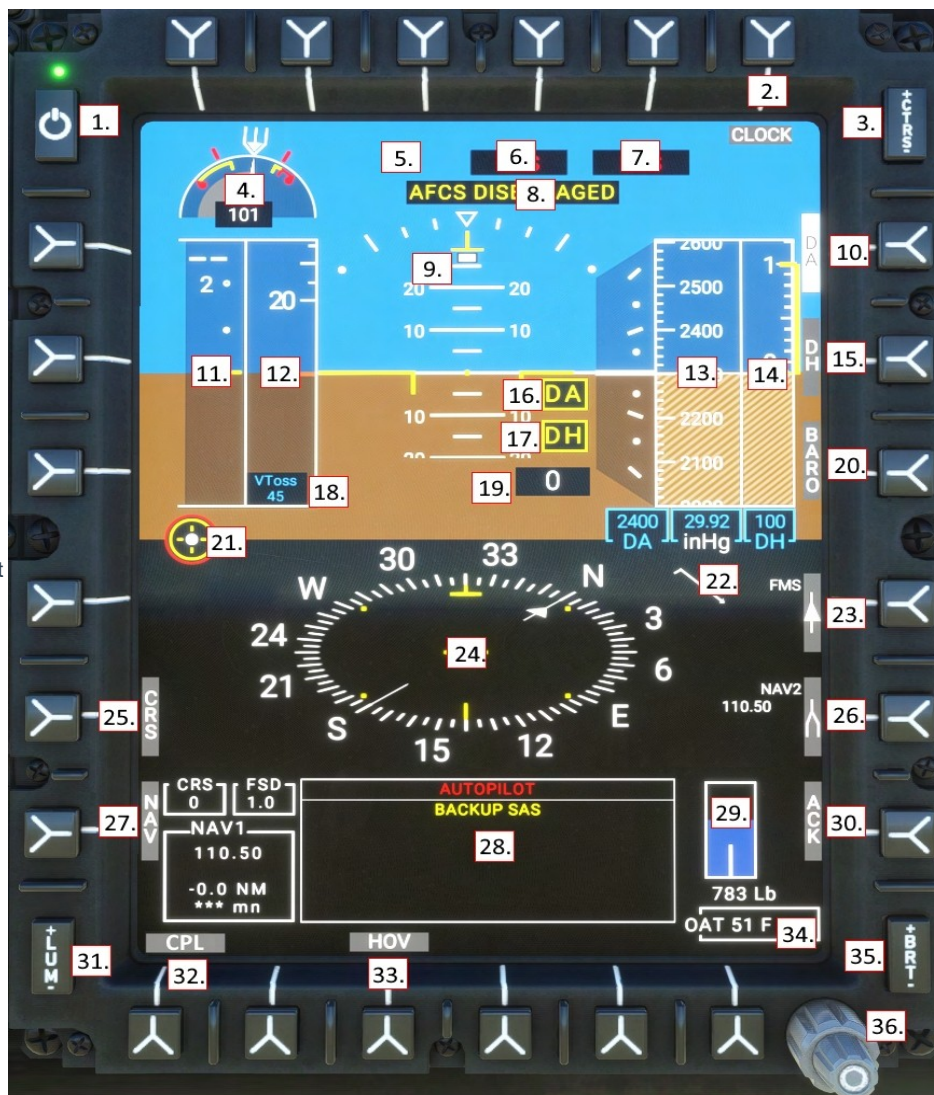 1.
2.
+CTRS-
3.
CLOCK
4.
101
5.
6.
7.
8.
AFCS DISE AGED
9.
20 20
10 10
10 10
20 20
10.
DA
11.
2
12.
20
13.
2600
2500
2400
2200
2100
14.
1
15.
DH
16.
DA
17.
DH
18.
VToss
45
19.
0
20.
BARO
2400
DA
29.92
inHg
100
DH
21.
22.
FMS
23.
24.
30 33 N 3 6 E 12 15 S 21 24 W
25.
CRS
NAV2
110.50
26.
27.
NAV
CRS
0
FSD
1.0
NAV1
110.50
-0.0 NM
*** mn
AUTOPILOT
BACKUP SAS
28.
29.
783 Lb
30.
ACK
+LUM-
31.
CPL
32.
HOV
33.
OAT 51 F
34.
35.
+BRT-
36.
t